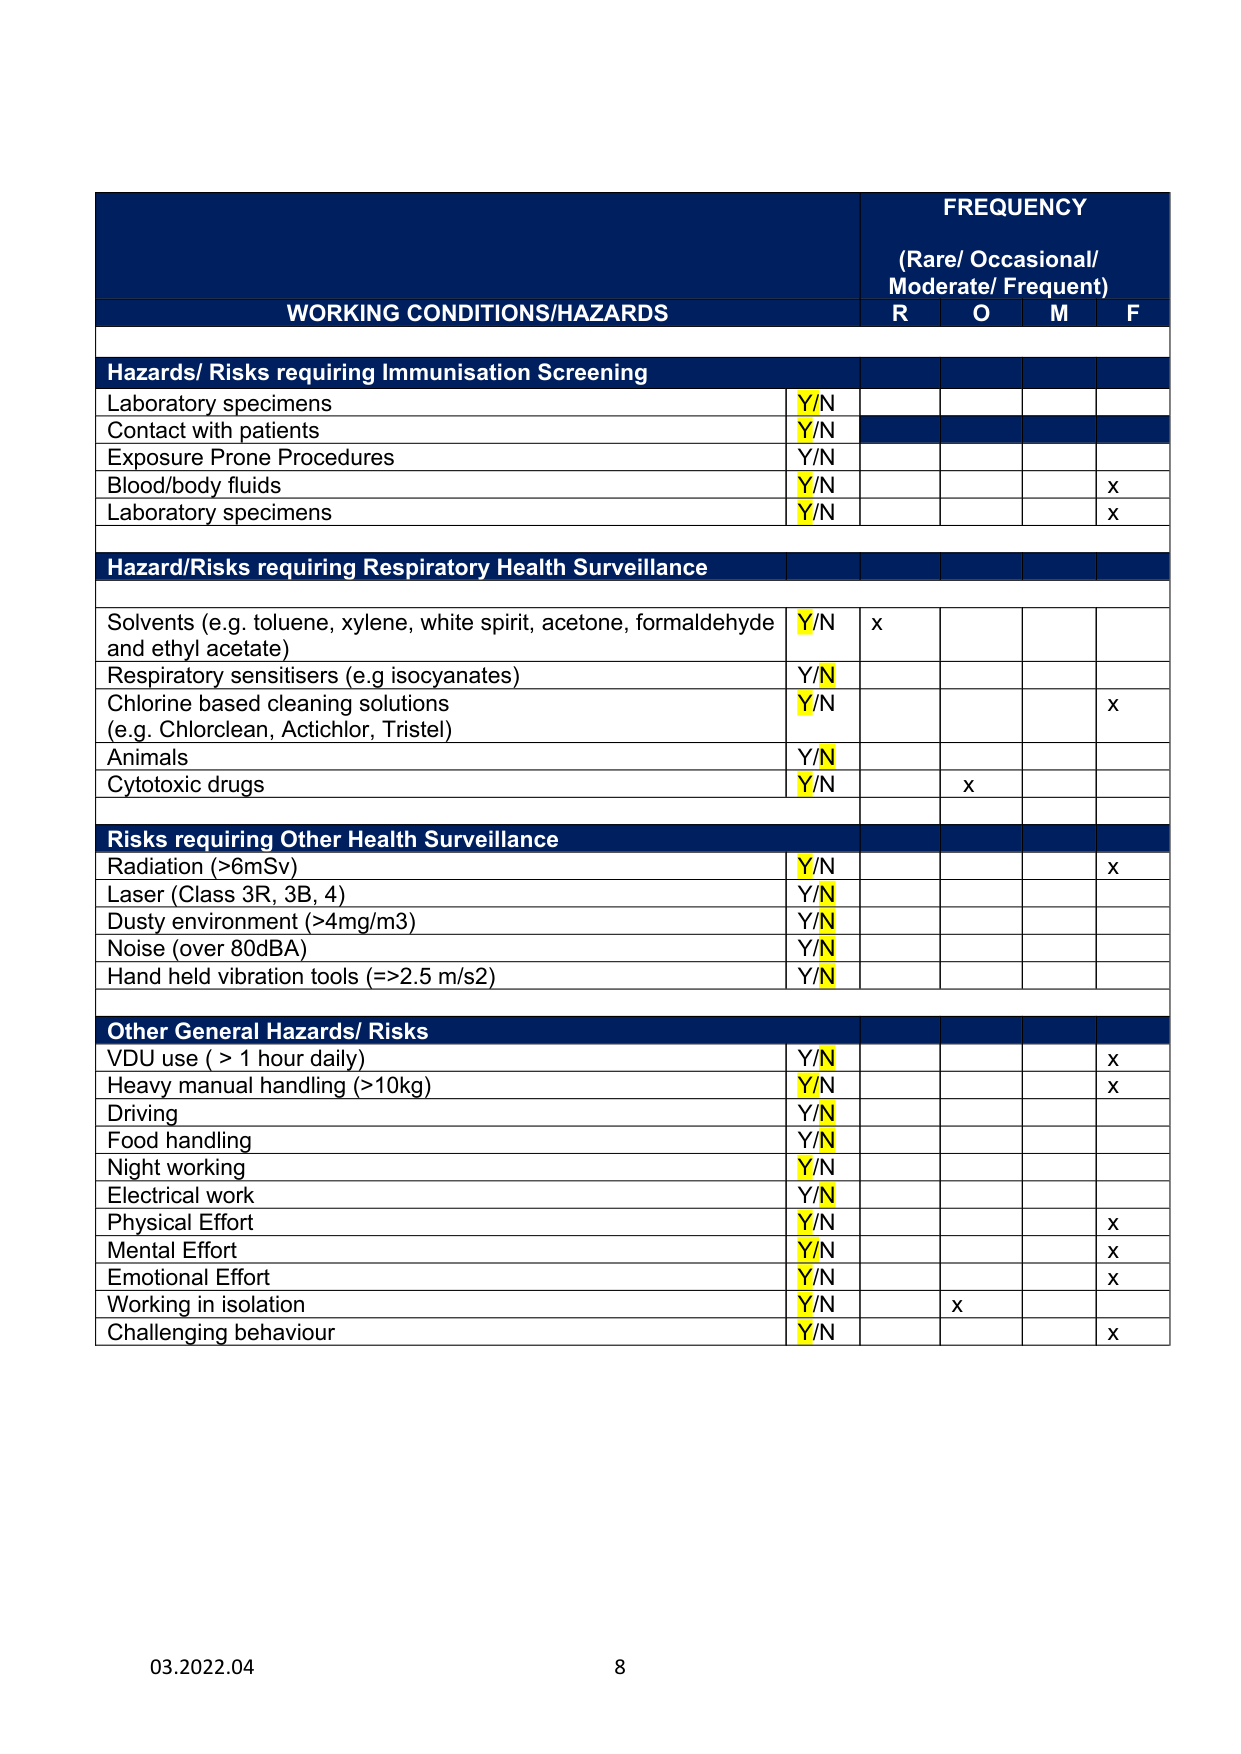 FREQUENCY
(Rare/ Occasional/
Moderate/ Frequent)
WORKING CONDITIONS/HAZARDS R O M F
Hazards/ Risks requiring Immunisation Screening
Laboratory specimens Y/N
Contact with patients Y/N
Exposure Prone Procedures Y/N
Blood/body fluids Y/N x
Laboratory specimens Y/N x
Hazard/Risks requiring Respiratory Health Surveillance
Solvents (e.g. toluene, xylene, white spirit, acetone, formaldehyde Y/N x
and ethyl acetate)
Respiratory sensitisers (e.g isocyanates) Y/N
Chlorine based cleaning solutions Y/N x
(e.g. Chlorclean, Actichlor, Tristel)
Animals Y/N
Cytotoxic drugs Y/N x
Risks requiring Other Health Surveillance
Radiation (>6mSv) Y/N x
Laser (Class 3R, 3B, 4) Y/N
Dusty environment (>4mg/m3) Y/N
Noise (over 80dBA) Y/N
Hand held vibration tools (=>2.5 m/s2) Y/N
Other General Hazards/ Risks
VDU use ( > 1 hour daily) Y/N x
Heavy manual handling (>10kg) Y/N x
Driving Y/N
Food handling Y/N
Night working Y/N
Electrical work Y/N
Physical Effort Y/N x
Mental Effort Y/N x
Emotional Effort Y/N x
Working in isolation Y/N x
Challenging behaviour Y/N x
03.2022.04 8